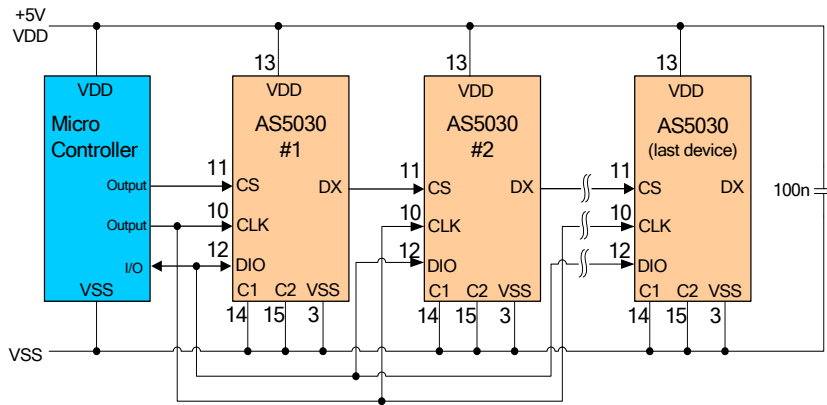 +5V
VDD
13
13
13
VDD
VDD
VDD
VDD
Micro
Controller
AS5030
#1
AS5030
#2
AS5030
(last device)
11
11
11
Output
CS
DX
CS
DX
CS
DX
100n
10
10
10
Output
CLK
CLK
CLK
12
12
12
I/O
DIO
DIO
DIO
VSS
C1
C2
VSS
C1
C2
VSS
C1
C2
VSS
14
15
3
14
15
3
14
15
3
VSS